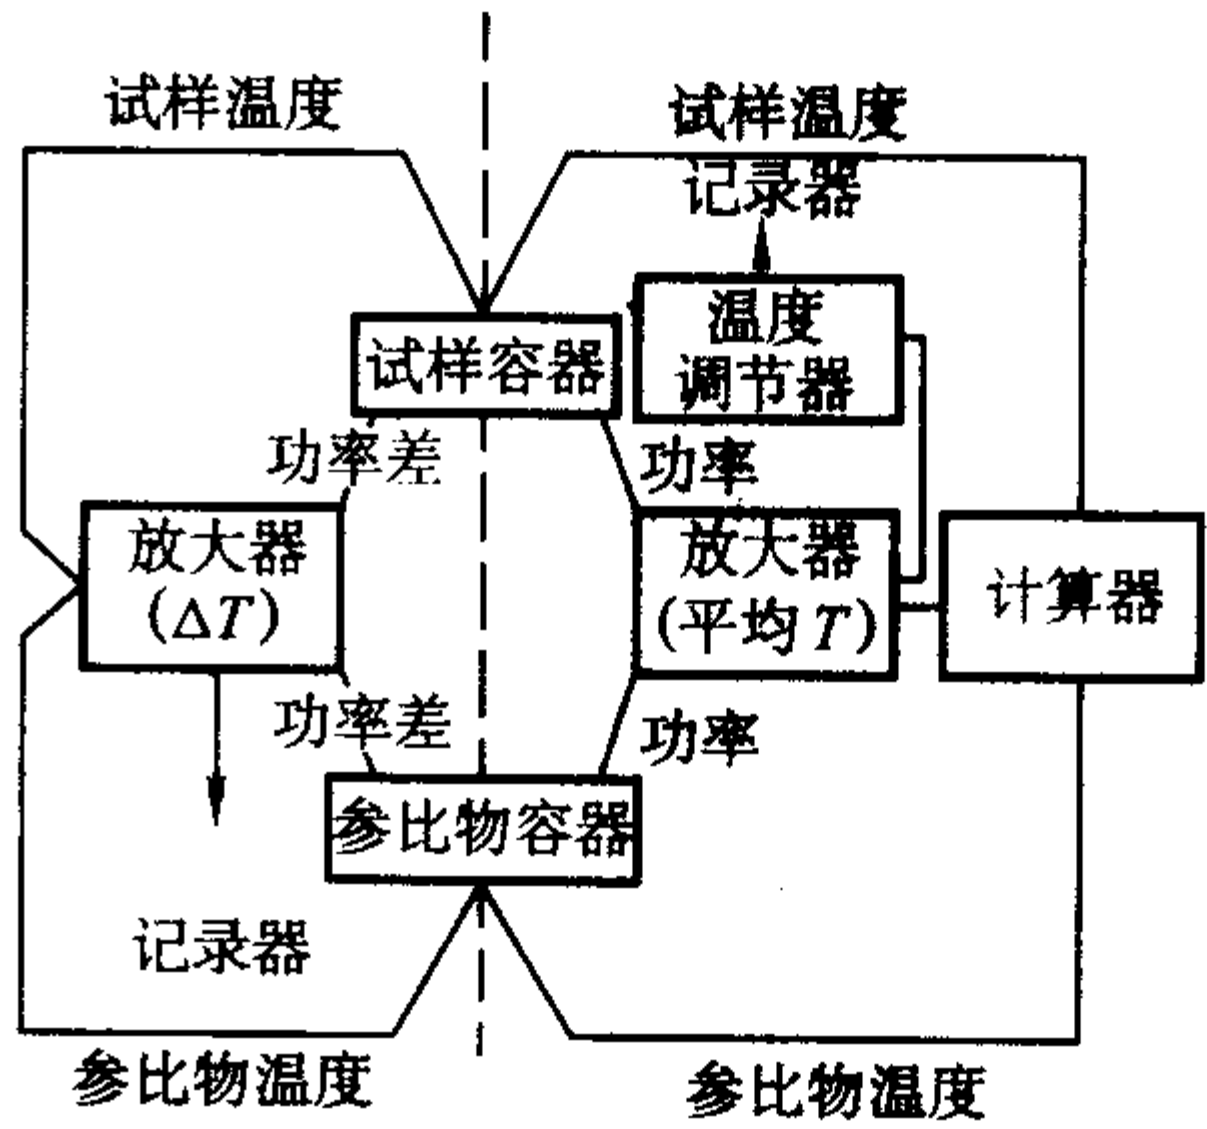 试样温度
试样温度
记录器
温度
调节器
试样容器
功率差
功率
放大器
(ΔT)
放大器
(平均T)
计算器
功率差
功率
参比物容器
记录器
参比物温度
参比物温度